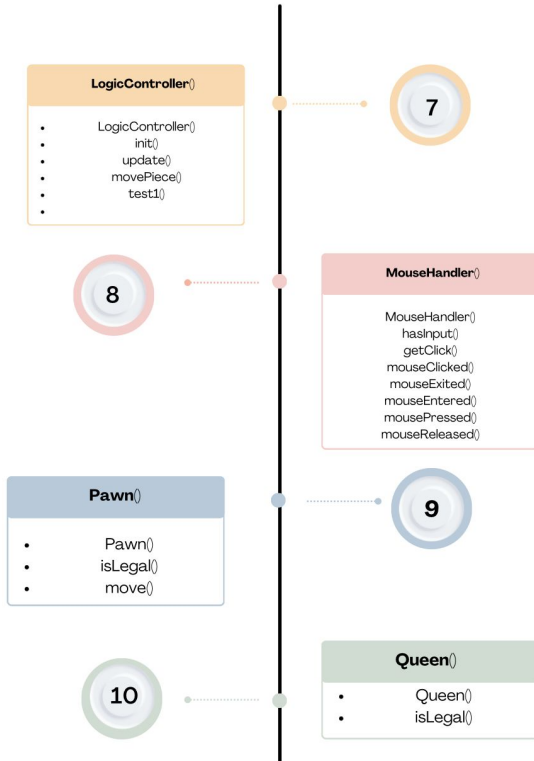 LogicController()
LogicController()
init()
update()
movePiece()
test1()
7
8
MouseHandler()
MouseHandler()
hasInput()
getClick()
mouseClicked()
mouseExited()
mouseEntered()
mousePressed()
mouseReleased()
Pawn()
Pawn()
isLegal()
move()
9
10
Queen()
Queen()
isLegal()